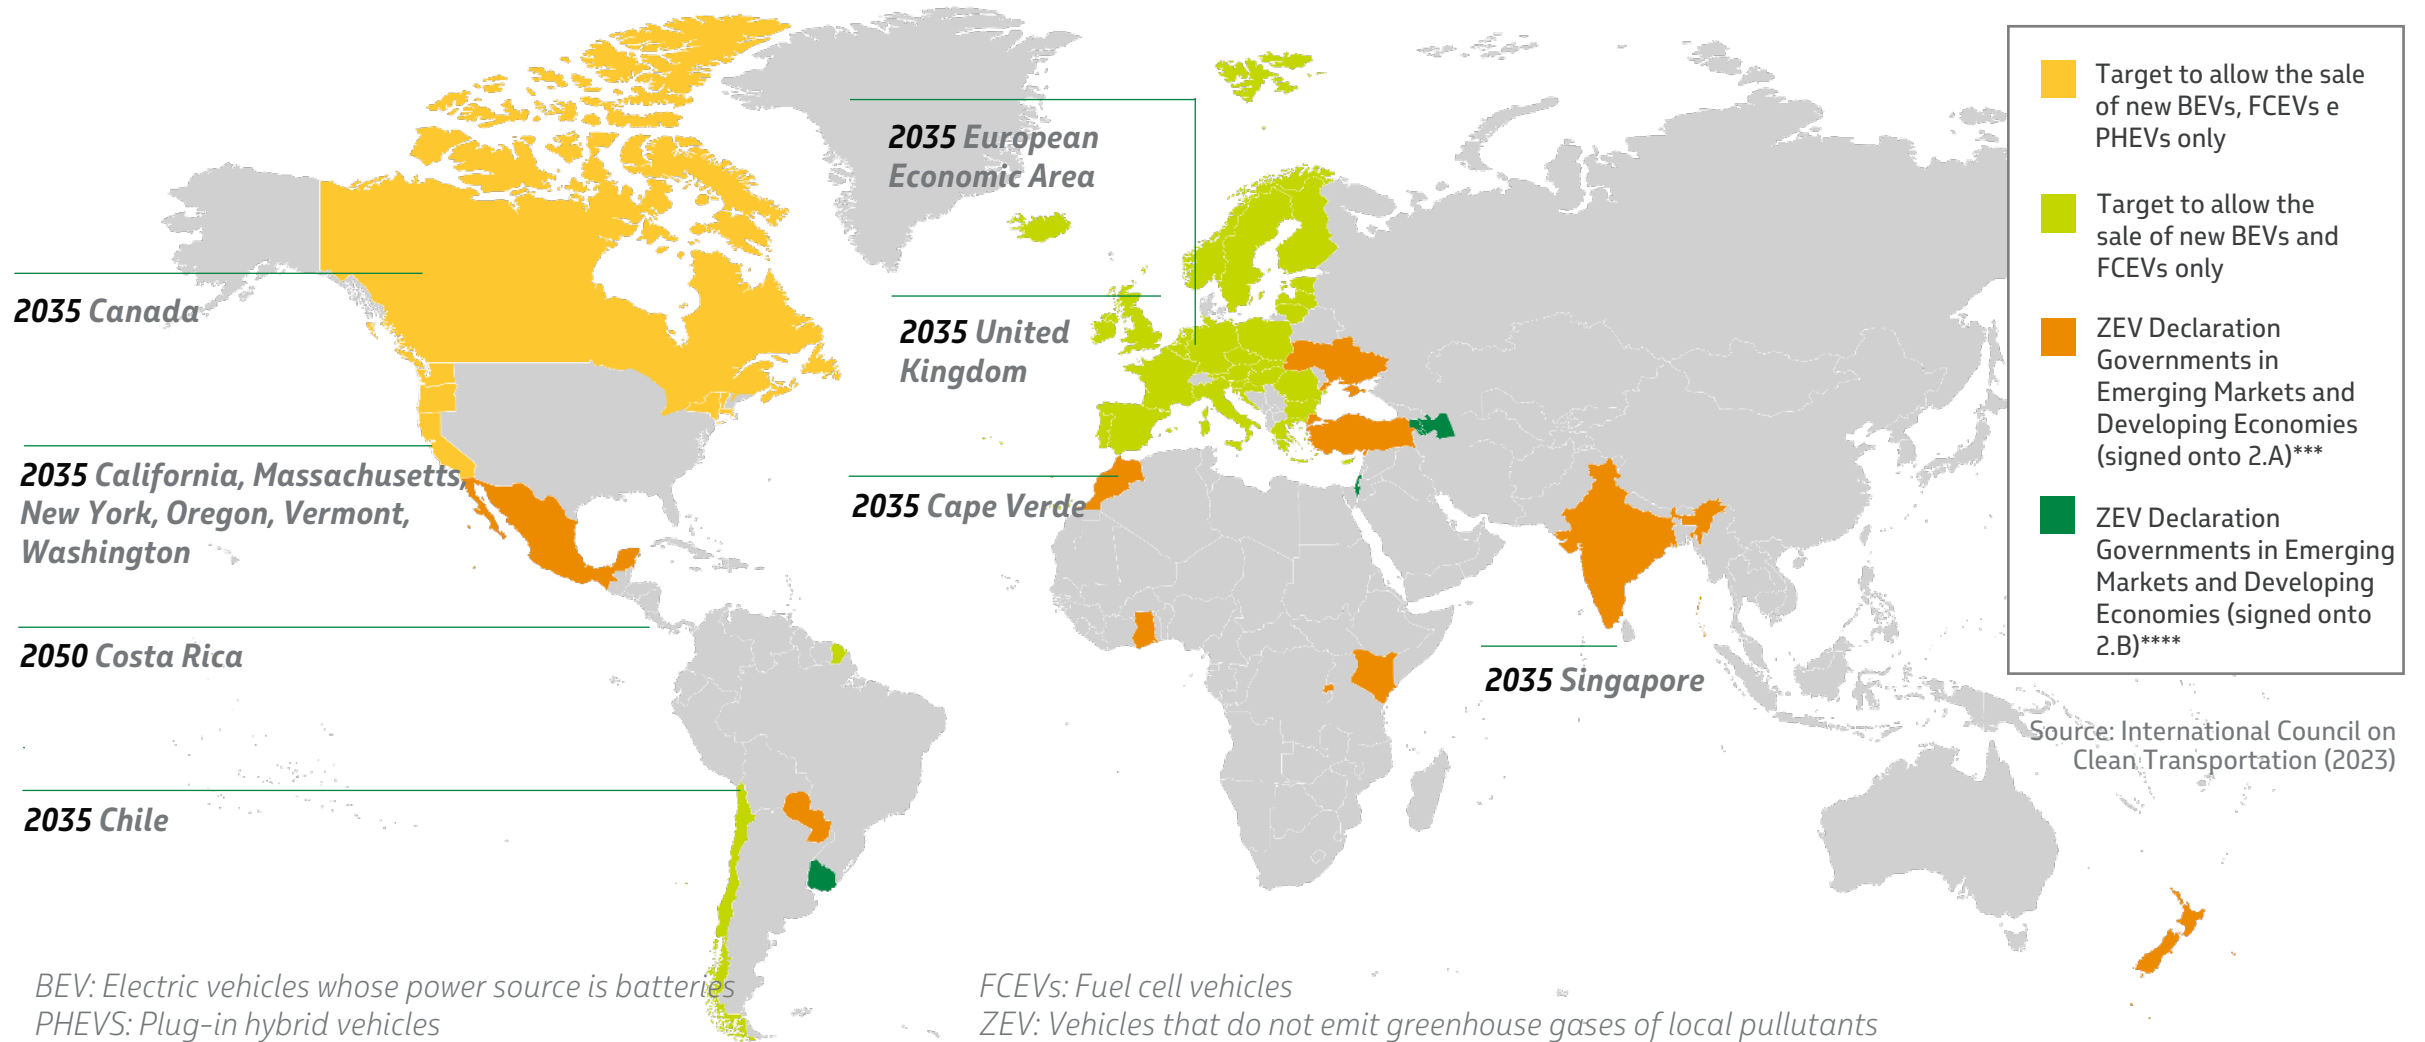 2035 European
Economic Area
2035 Canada
2035 United
Kingdom
2035 California, Massachusetts,
New York, Oregon, Vermont,
Washington
2035 Cape Verde
2050 Costa Rica
2035 Singapore
2035 Chile
Target to allow the sale
of new BEVs, FCEVs e
PHEVs only
Target to allow the
sale of new BEVs and
FCEVs only
ZEV Declaration
Governments in
Emerging Markets and
Developing Economies
(signed onto 2.A)***
ZEV Declaration
Governments in Emerging
Markets and Developing
Economies (signed onto
2.B)****
Source: International Council on
Clean Transportation (2023)
BEV: Electric vehicles whose power source is batteries
PHEVS: Plug-in hybrid vehicles
FCEVs: Fuel cell vehicles
ZEV: Vehicles that do not emit greenhouse gases of local pollutants